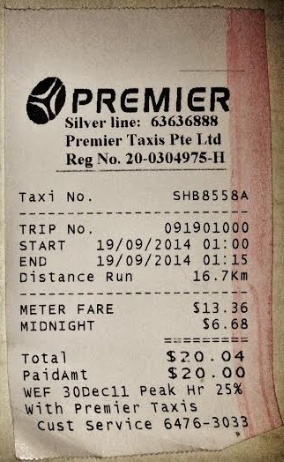 PREMIER
Silver line: 63636888
Premier Taxis Pte Ltd
Reg No. 20-0304975-H
Taxi No. SHB8558A
TRIP No. 091901000
START 19/09/2014 01:00
END 19/09/2014 01:15
Distance Run 16.7Km
METER FARE $13.36
MIDNIGHT $6.68
Total $20.04
PaidAmt $20.00
WEF 30Dec11 Peak Hr 25%
With Premier Taxis
Cust Service 6476-3033